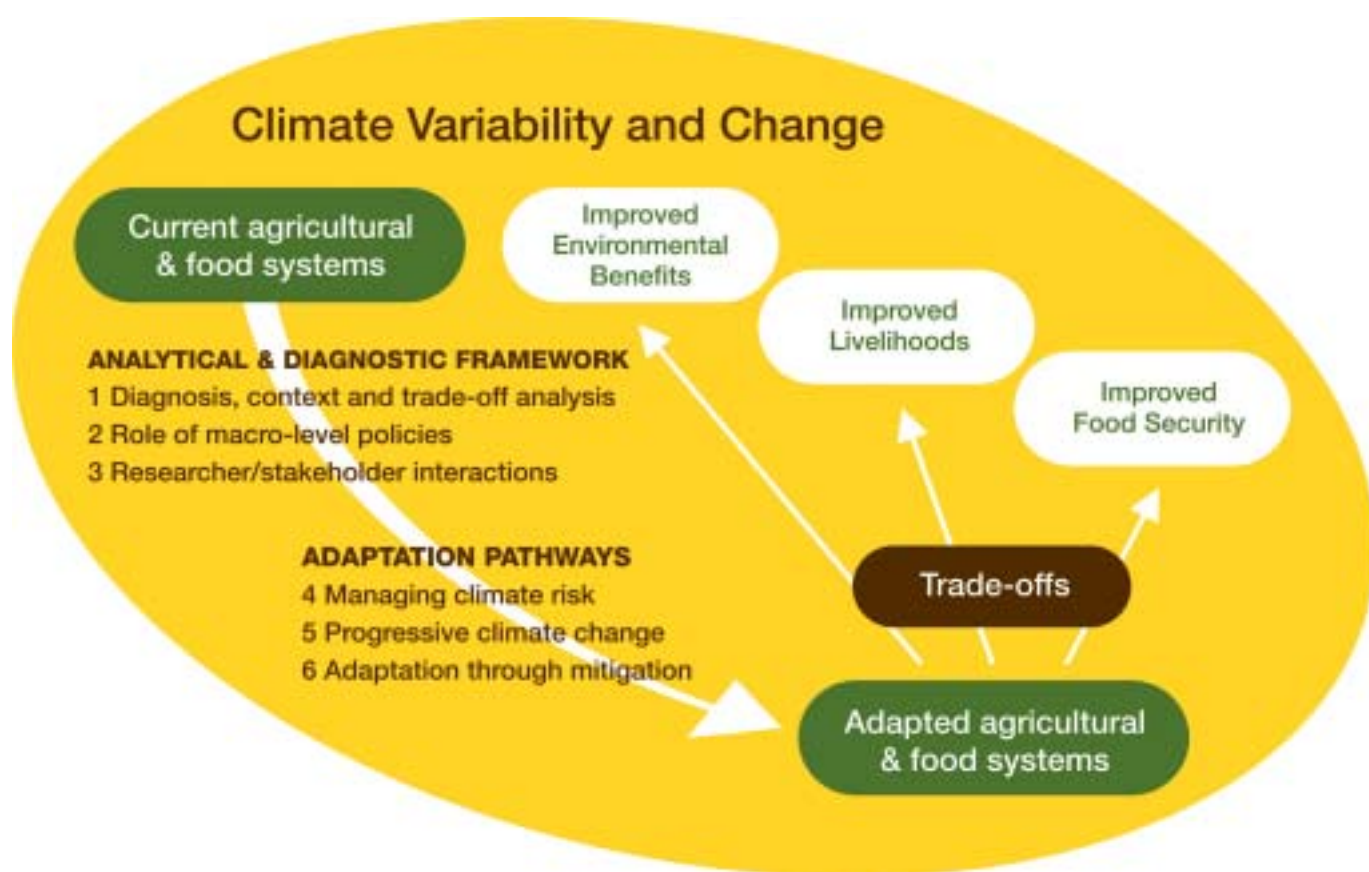 Climate Variability and Change
Current agricultural
& food systems
Improved
Environmental
Benefits
Improved
Livelihoods
Improved
Food Security
ANALYTICAL & DIAGNOSTIC FRAMEWORK
1 Diagnosis, context and trade-off analysis
2 Role of macro-level policies
3 Researcher/stakeholder interactions
ADAPTATION PATHWAYS
4 Managing climate risk
5 Progressive climate change
6 Adaptation through mitigation
Trade-offs
Adapted agricultural
& food systems